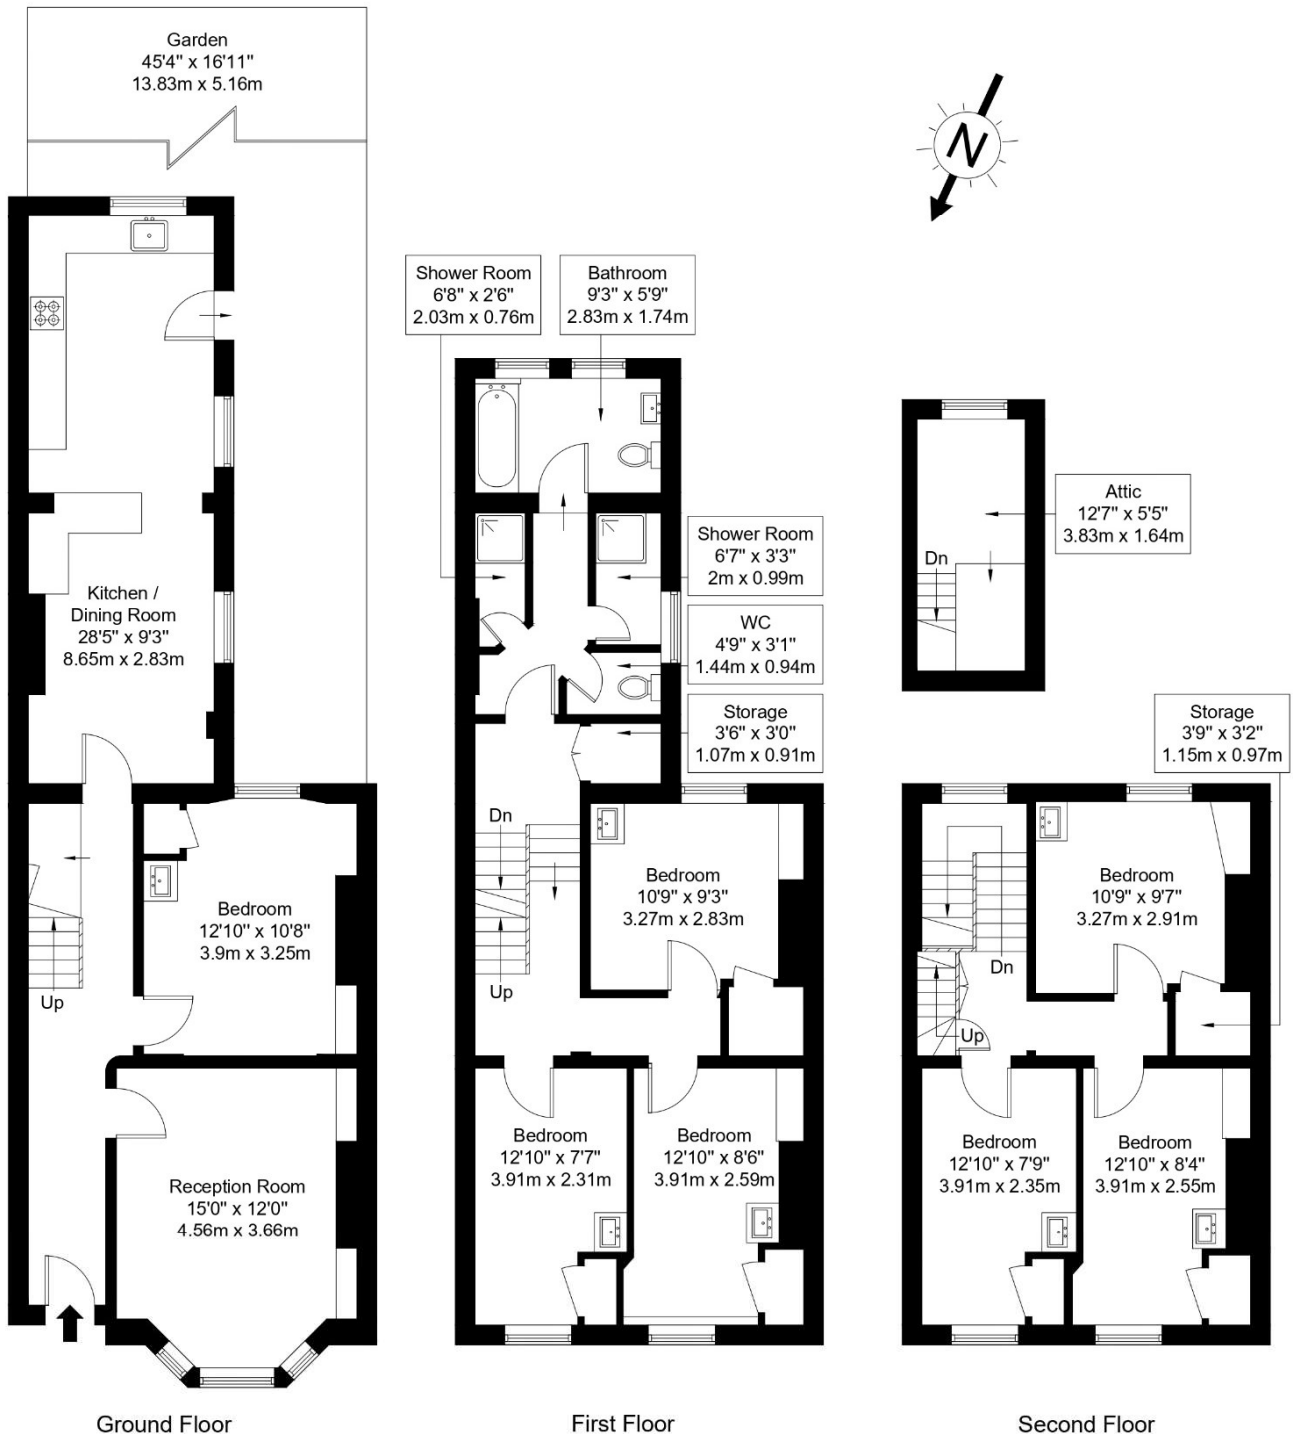 Garden
45'4" x 16'11"
13.83m x 5.16m
N
Shower Room
6'8" x 2'6"
2.03m x 0.76m
Bathroom
9'3" x 5'9"
2.83m x 1.74m
Kitchen /
Dining Room
28'5" x 9'3"
8.65m x 2.83m
Shower Room
6'7" x 3'3"
2m x 0.99m
WC
4'9" x 3'1"
1.44m x 0.94m
Storage
3'6" x 3'0"
1.07m x 0.91m
Attic
12'7" x 5'5"
3.83m x 1.64m
Dn
Storage
3'9" x 3'2"
1.15m x 0.97m
Bedroom
12'10" x 10'8"
3.9m x 3.25m
Up
Dn
Up
Bedroom
10'9" x 9'3"
3.27m x 2.83m
Bedroom
10'9" x 9'7"
3.27m x 2.91m
Dn
Up
Reception Room
15'0" x 12'0"
4.56m x 3.66m
Bedroom
12'10" x 7'7"
3.91m x 2.31m
Bedroom
12'10" x 8'6"
3.91m x 2.59m
Bedroom
12'10" x 7'9"
3.91m x 2.35m
Bedroom
12'10" x 8'4"
3.91m x 2.55m
Ground Floor
First Floor
Second Floor